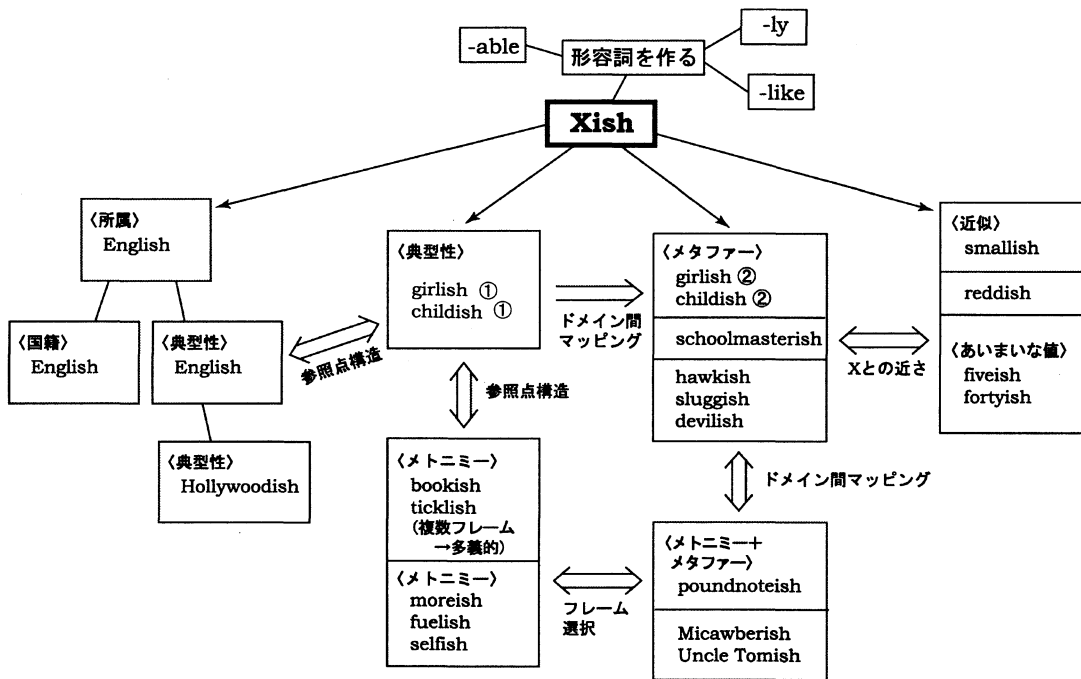 -able
形容詞を作る
-ly
-like
Xish
〈所属〉
English
〈国籍〉
English
〈典型性〉
English
〈典型性〉
Hollywoodish
参照点構造
〈典型性〉
girlish ①
childish ①
参照点構造
〈メトニミー〉
bookish
ticklish
(複数フレーム
→多義的)
〈メトニミー〉
moreish
fuelish
selfish
ドメイン間
マッピング
フレーム
選択
〈メタファー〉
girlish ②
childish ②
schoolmasterish
hawkish
sluggish
devilish
ドメイン間マッピング
〈メトニミー+
メタファー〉
poundnoteish
Micawberish
Uncle Tomish
Xとの近さ
〈近似〉
smallish
reddish
〈あいまいな値〉
fiveish
fortyish